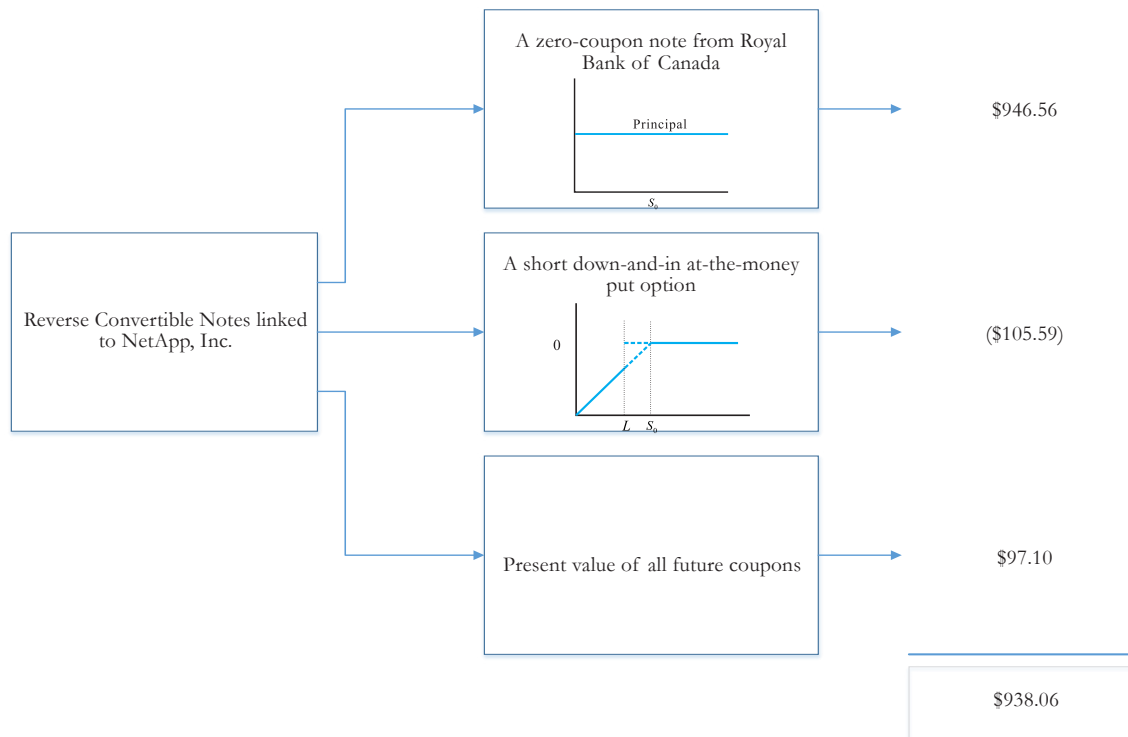 A zero-coupon note from Royal
Bank of Canada
Principal
S₀
$946.56
Reverse Convertible Notes linked
to NetApp, Inc.
A short down-and-in at-the-money
put option
0
L S₀
($105.59)
Present value of all future coupons
$97.10
$938.06